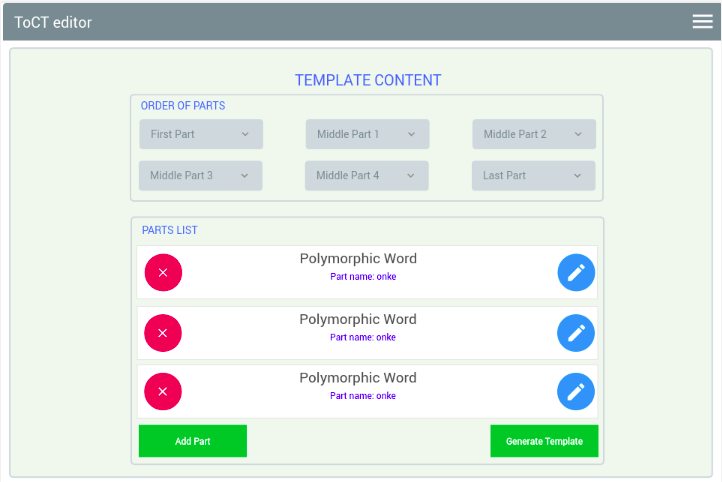 ToCT editor
TEMPLATE CONTENT
ORDER OF PARTS
First Part
Middle Part 1
Middle Part 2
Middle Part 3
Middle Part 4
Last Part
PARTS LIST
Polymorphic Word
Part name: onke
Polymorphic Word
Part name: onke
Polymorphic Word
Part name: onke
Add Part
Generate Template